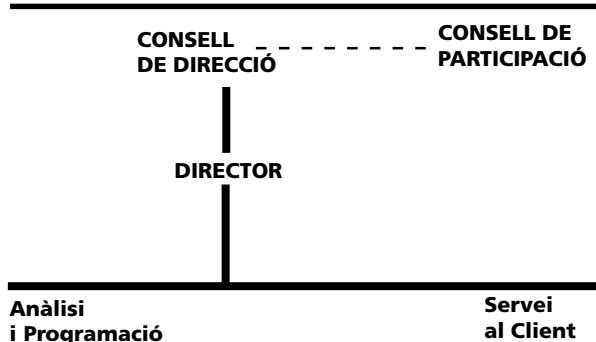 CONSELL
DE DIRECCIÓ
CONSELL DE
PARTICIPACIÓ
DIRECTOR
Anàlisi
i Programació
Servei
al Client